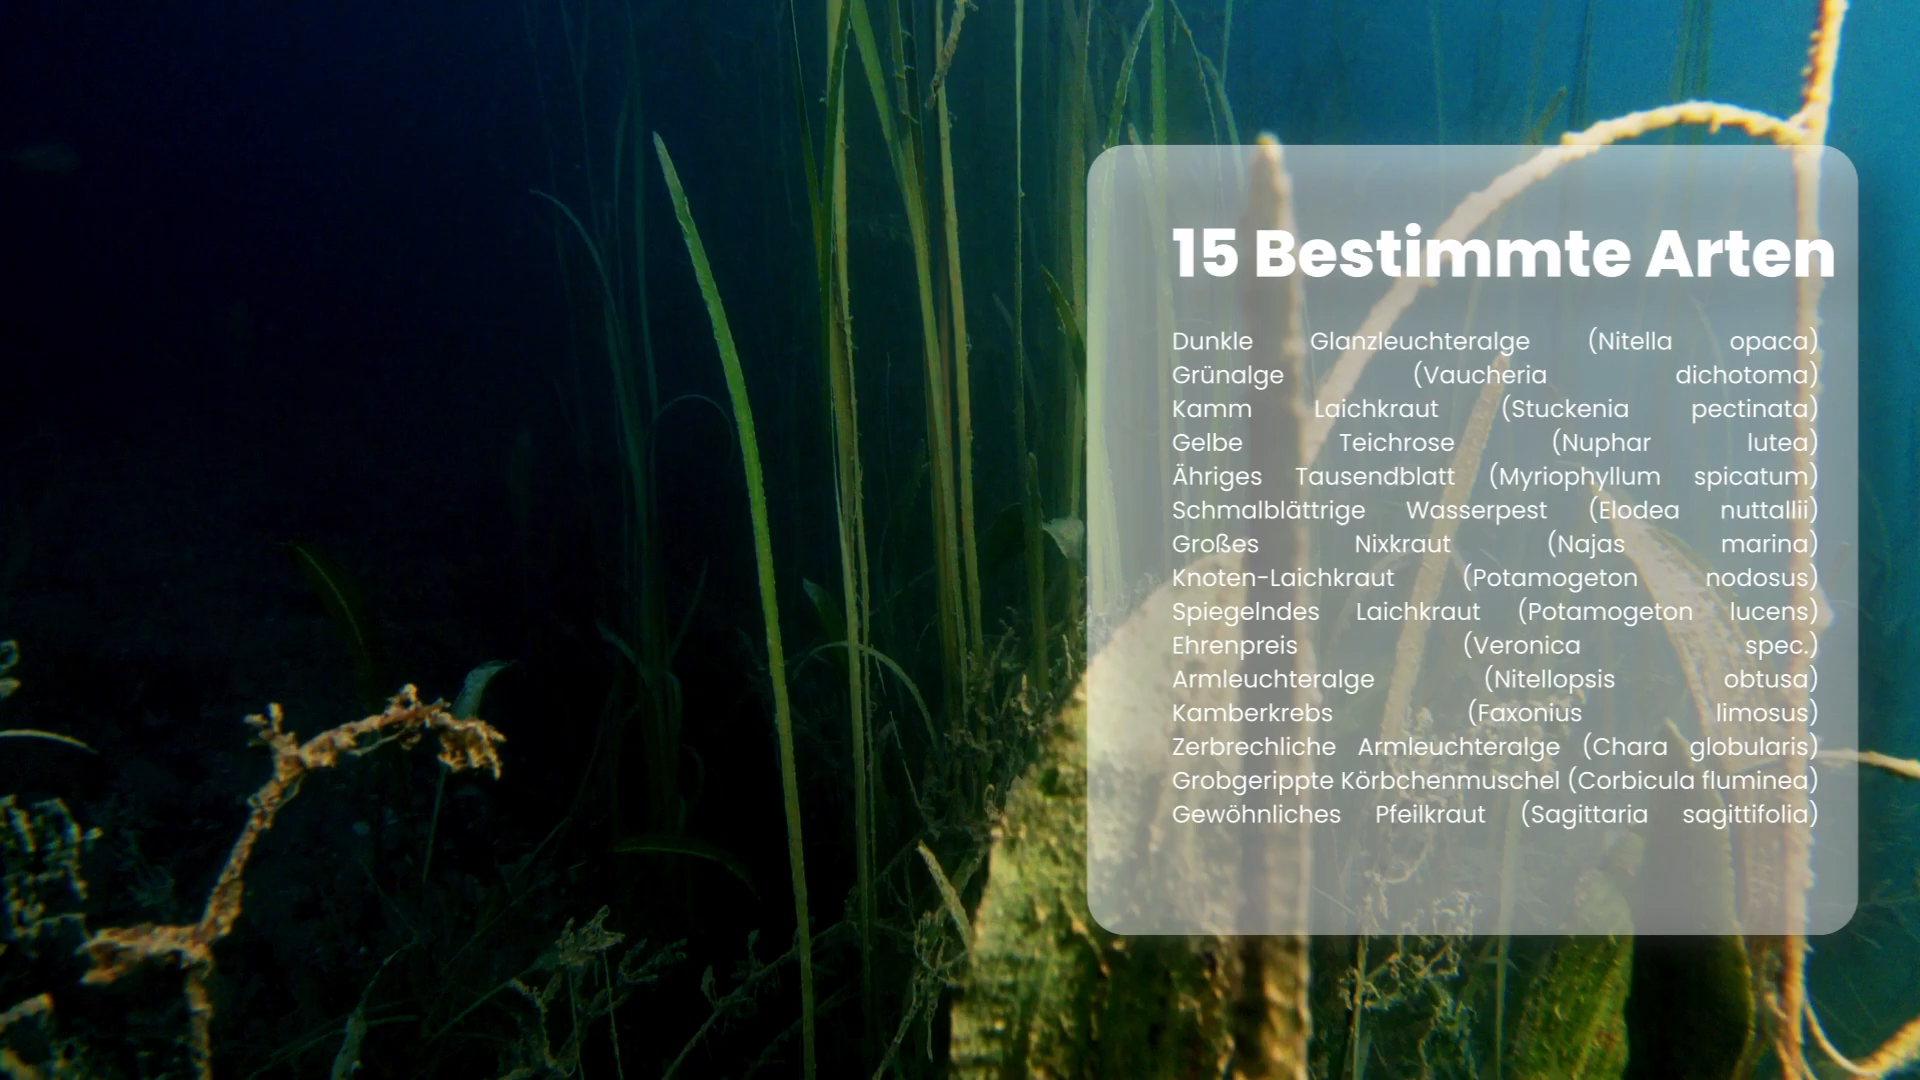 15 Bestimmte Arten
Dunkle Glanzleuchteralge (Nitella opaca)
Grünalge (Vaucheria dichotoma)
Kamm Laichkraut (Stuckenia pectinata)
Gelbe Teichrose (Nuphar lutea)
Ähriges Tausendblatt (Myriophyllum spicatum)
Schmalblättrige Wasserpest (Elodea nuttallii)
Großes Nixkraut (Najas marina)
Knoten-Laichkraut (Potamogeton nodosus)
Spiegelndes Laichkraut (Potamogeton lucens)
Ehrenpreis (Veronica spec.)
Armleuchteralge (Nitellopsis obtusa)
Kamberkrebs (Faxonius limosus)
Zerbrechliche Armleuchteralge (Chara globularis)
Grobgerippte Körbchenmuschel (Corbicula fluminea)
Gewöhnliches Pfeilkraut (Sagittaria sagittifolia)